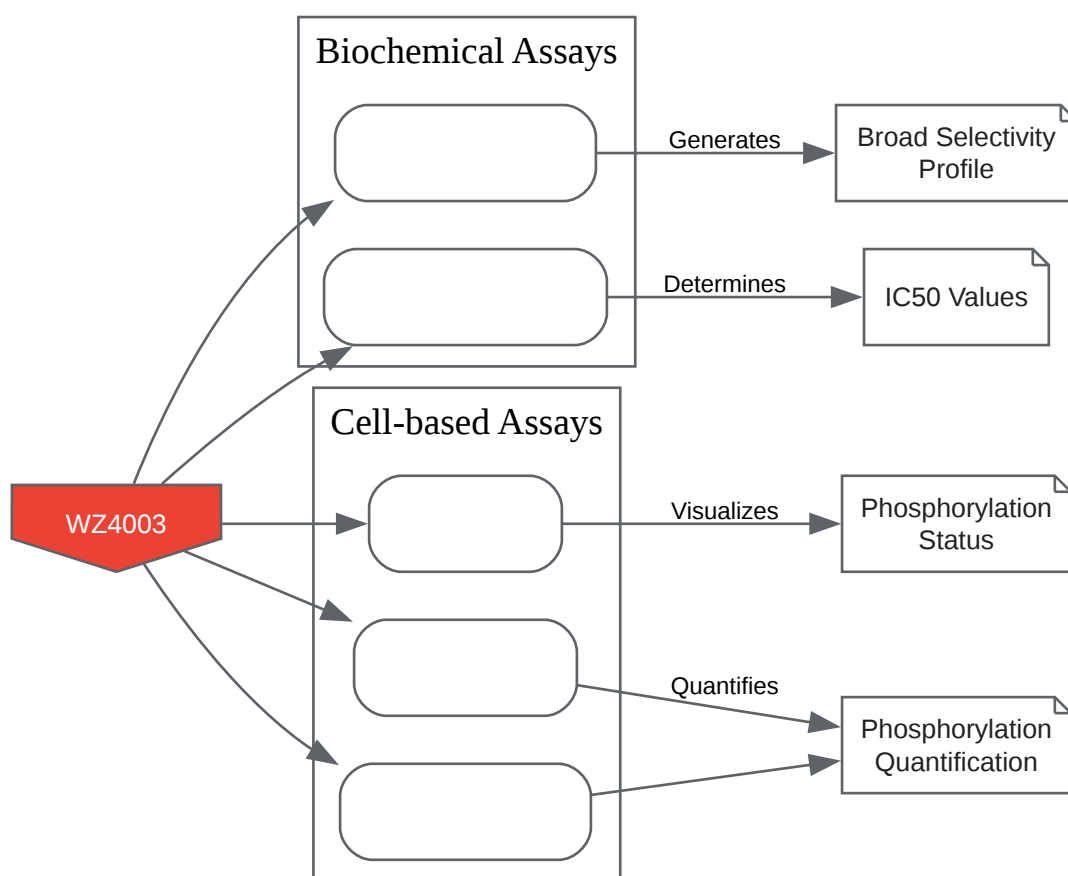 Biochemical Assays
Generates
Broad Selectivity
Profile
Determines
IC50 Values
Cell-based Assays
WZ4003
Visualizes
Phosphorylation
Status
Quantifies
Phosphorylation
Quantification